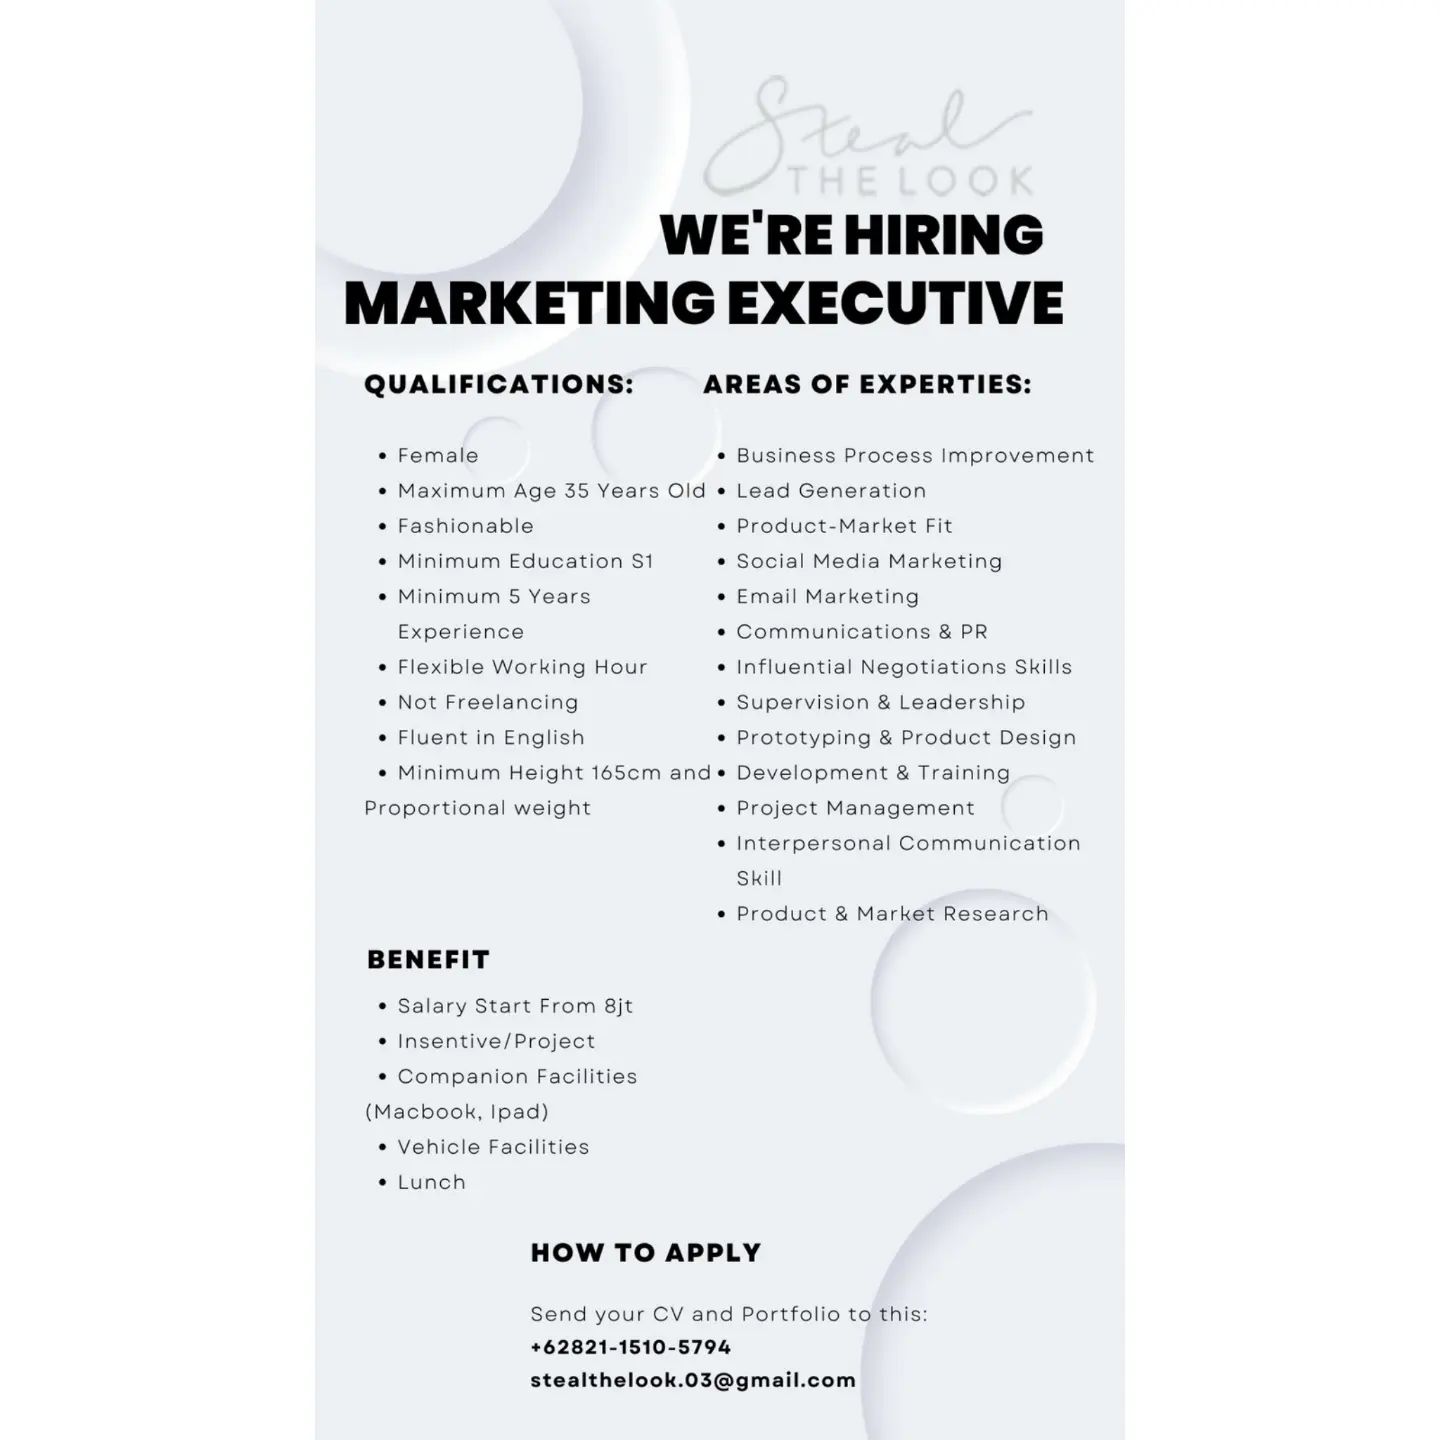 Steal
THE LOOK
WE'RE HIRING
MARKETING EXECUTIVE
QUALIFICATIONS:
• Female
• Maximum Age 35 Years Old
• Fashionable
• Minimum Education S1
• Minimum 5 Years
Experience
• Flexible Working Hour
• Not Freelancing
• Fluent in English
• Minimum Height 165cm and
Proportional weight
AREAS OF EXPERTIES:
• Business Process Improvement
• Lead Generation
• Product-Market Fit
• Social Media Marketing
• Email Marketing
• Communications & PR
• Influential Negotiations Skills
• Supervision & Leadership
• Prototyping & Product Design
• Development & Training
• Project Management
• Interpersonal Communication
Skill
• Product & Market Research
BENEFIT
• Salary Start From 8jt
• Insentive/Project
• Companion Facilities
(Macbook, Ipad)
• Vehicle Facilities
• Lunch
HOW TO APPLY
Send your CV and Portfolio to this:
+62821-1510-5794
stealthelook.03@gmail.com